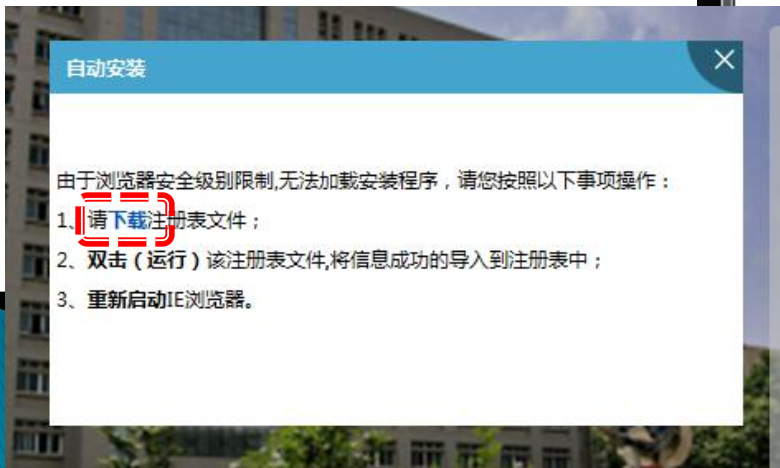 自动安装
由于浏览器安全级别限制,无法加载安装程序，请您按照以下事项操作：
1、请下载注册表文件；
2、双击（运行）该注册表文件,将信息成功的导入到注册表中；
3、重新启动IE浏览器。